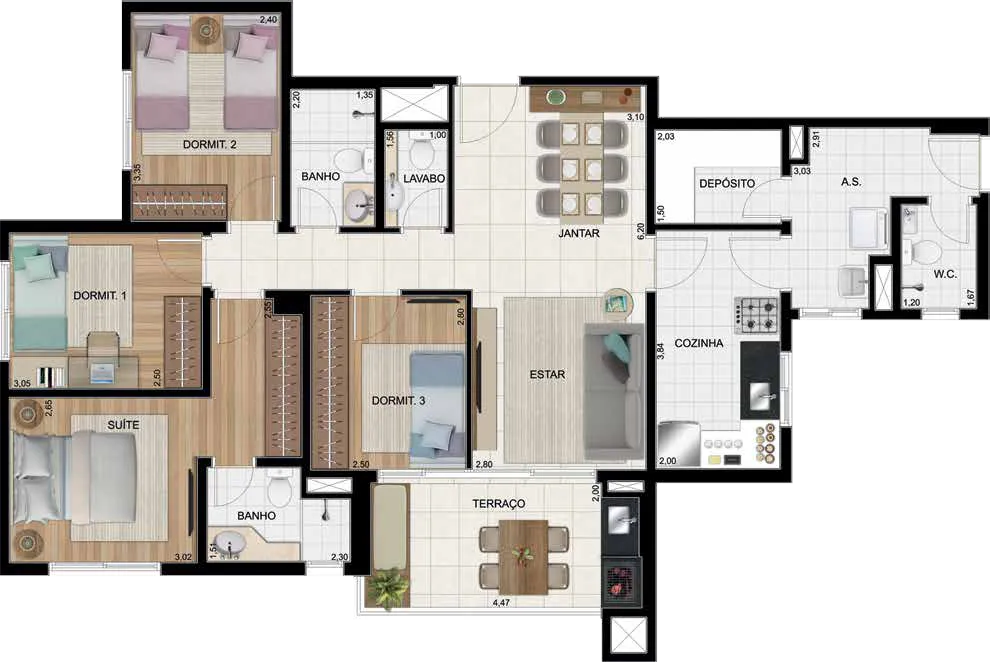 2,40
DORMIT. 2
3,35
2,20
1,35
BANHO
1,56
1,00
LAVABO
3,10
JANTAR
6,20
2,03
DEPÓSITO
1,50
2,91
3,03
A.S.
W.C.
1,20
1,67
DORMIT. 1
3,05
2,50
2,55
2,80
DORMIT. 3
2,50
ESTAR
2,80
COZINHA
3,84
2,00
2,65
SUÍTE
3,02
BANHO
1,51
2,30
TERRAÇO
2,00
4,47